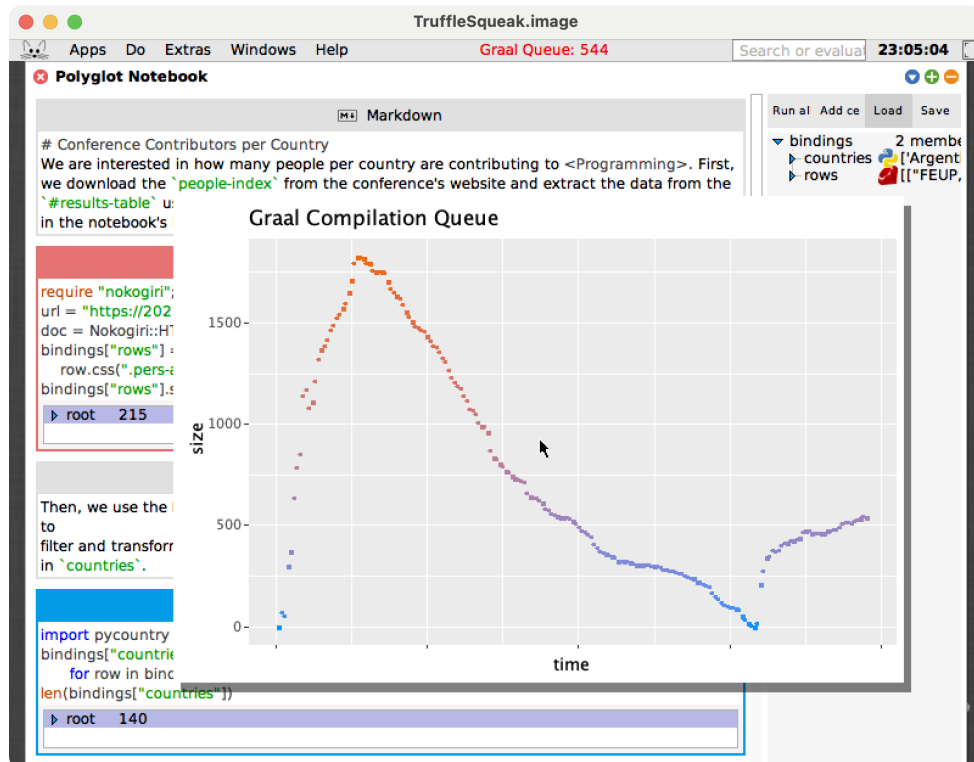 TruffleSqueak.image
Apps Do Extras Windows Help Graal Queue: 544 Search or evaluat 23:05:04
Polyglot Notebook
Markdown
# Conference Contributors per Country
We are interested in how many people per country are contributing to <Programming>. First,
we download the `people-index` from the conference's website and extract the data from the
`#results-table` us
in the notebook's
require "nokogiri";
url = "https://202
doc = Nokogiri::HT
bindings["rows"] =
row.css(".pers-a
bindings["rows"].s
root 215
Then, we use the
to
filter and transform
in `countries`.
import pycountry
bindings["countrie
for row in bind
len(bindings["countries"])
root 140
Run al Add ce Load Save
bindings 2 membe
countries ['Argenti
rows [["FEUP,
Graal Compilation Queue
size
1500
1000
500
0
time